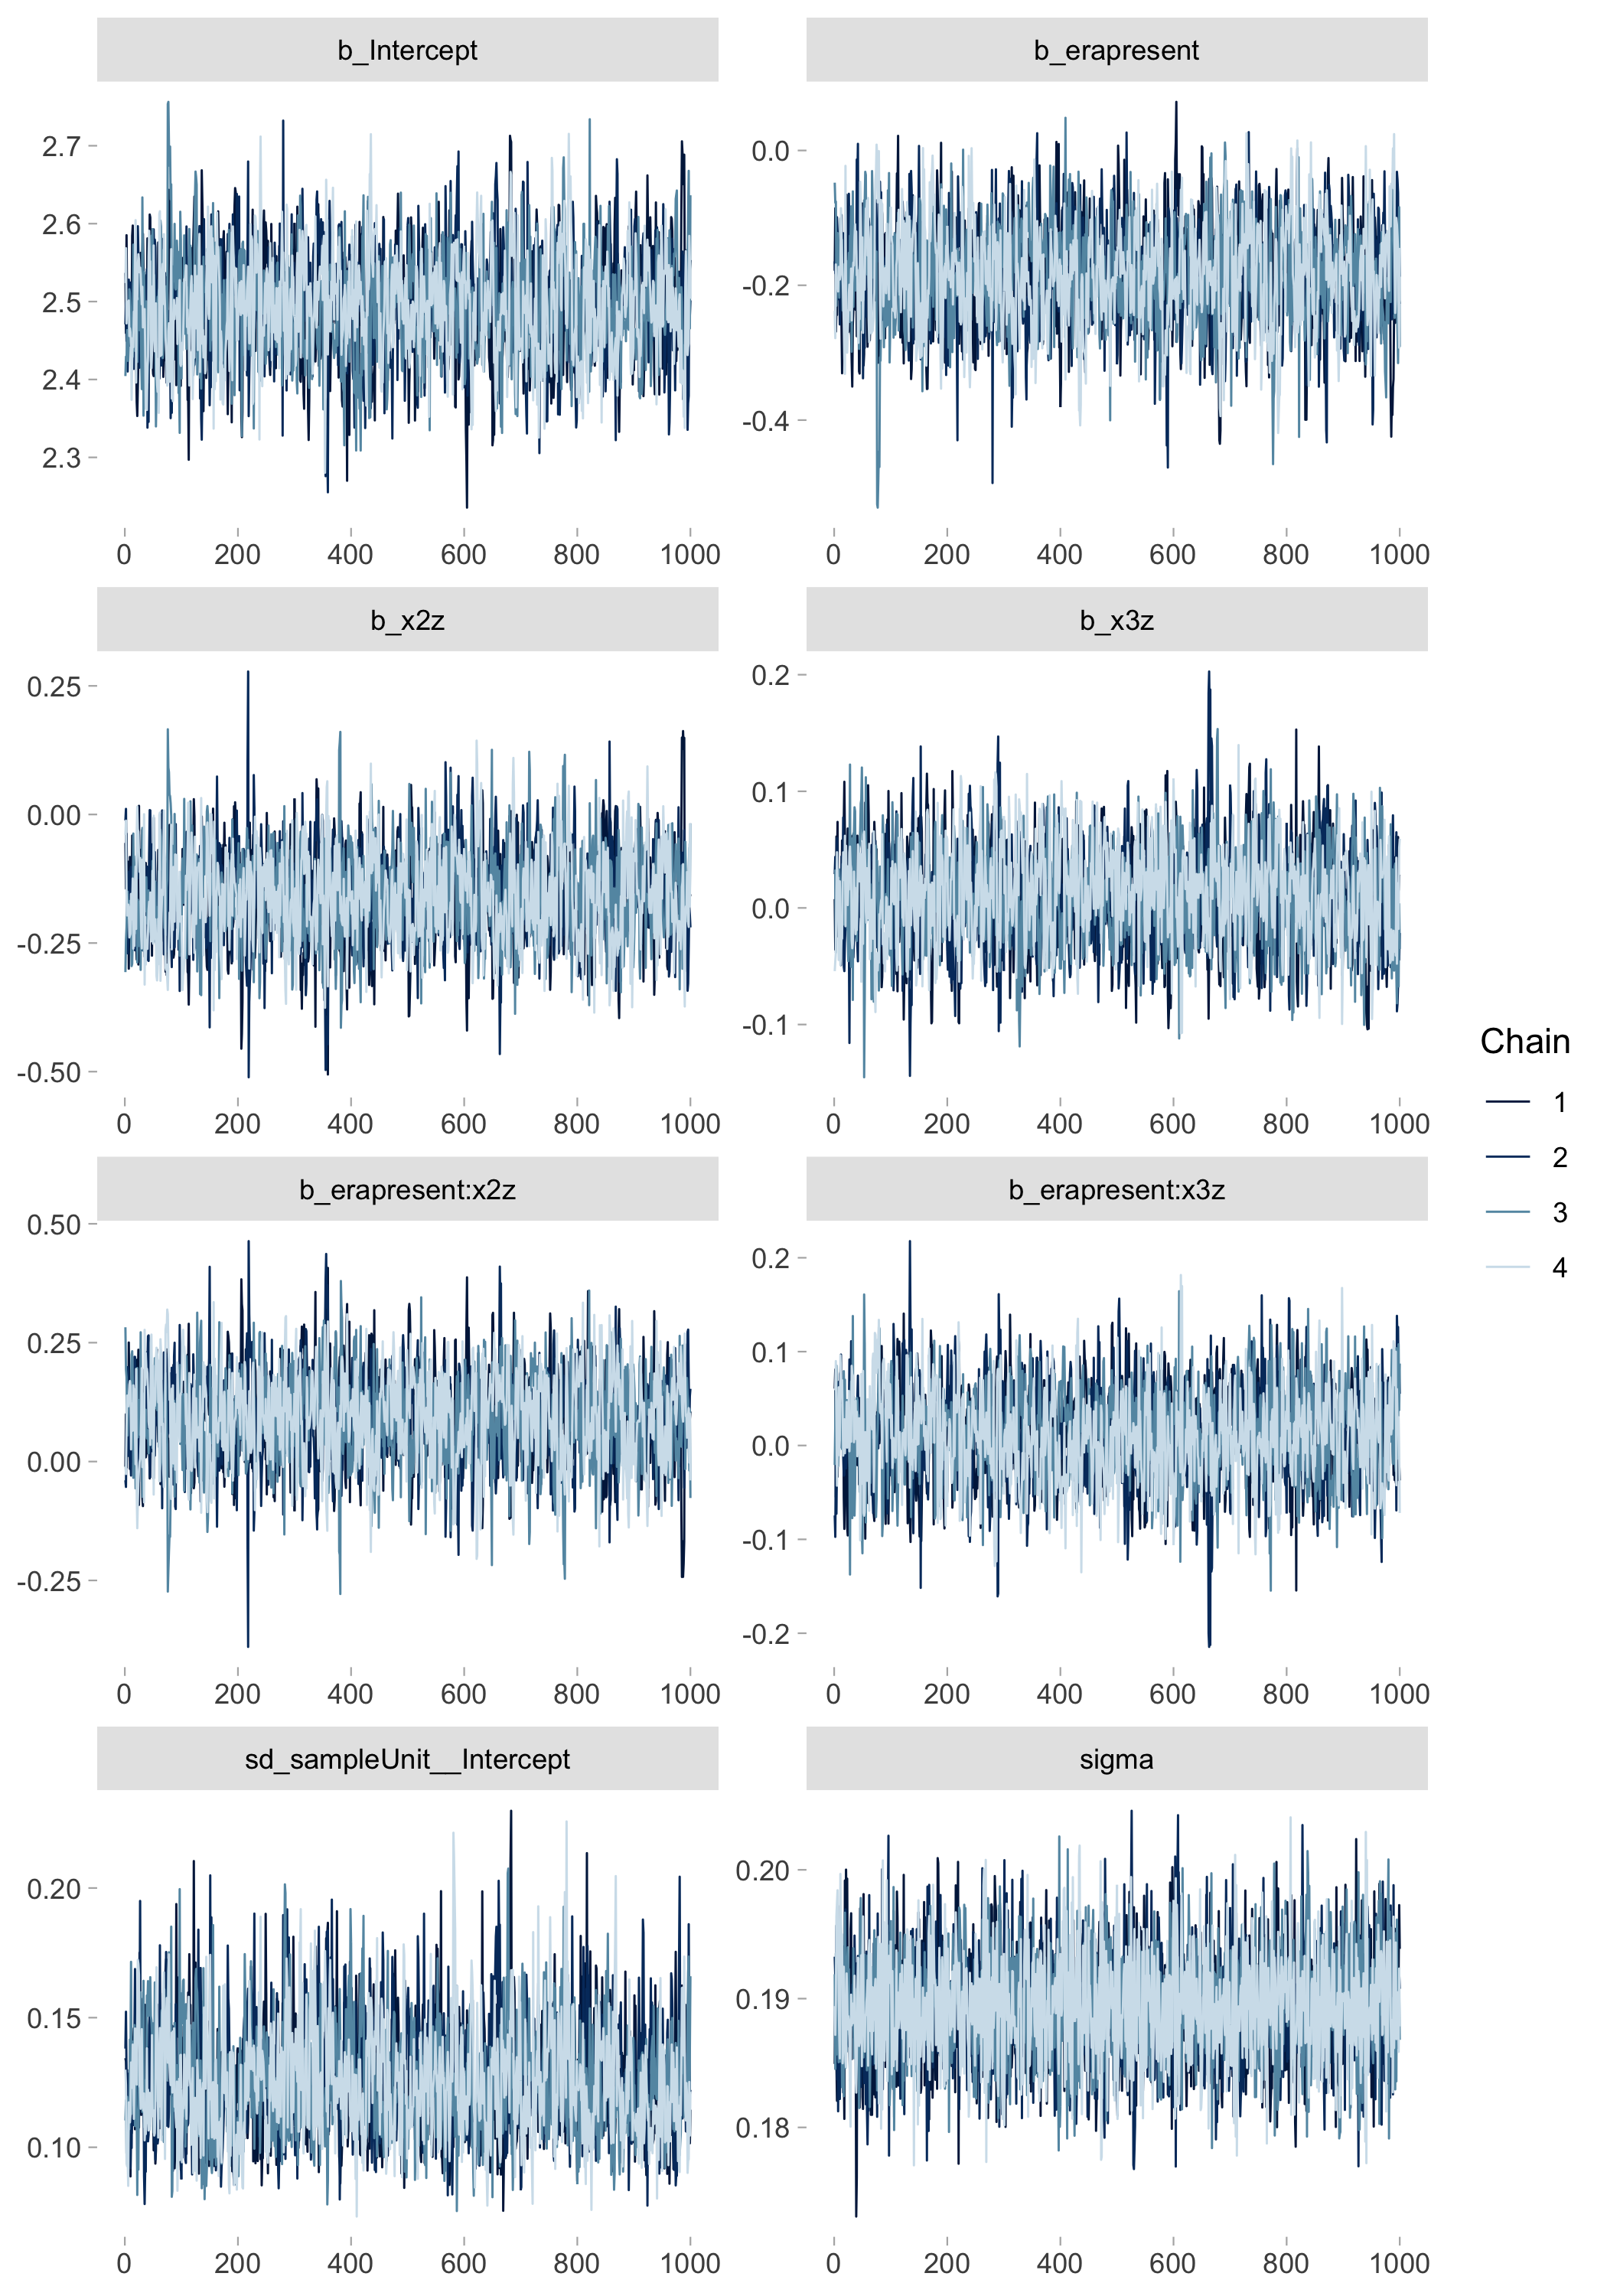 b_Intercept
2.7
2.6
2.5
2.4
2.3
0 200 400 600 800 1000
b_erapresent
0.0
-0.2
-0.4
0 200 400 600 800 1000
b_x2z
0.25
0.00
-0.25
-0.50
0 200 400 600 800 1000
b_x3z
0.2
0.1
0.0
-0.1
0 200 400 600 800 1000
b_erapresent:x2z
0.50
0.25
0.00
-0.25
0 200 400 600 800 1000
b_erapresent:x3z
0.2
0.1
0.0
-0.1
-0.2
0 200 400 600 800 1000
sd_sampleUnit__Intercept
0.20
0.15
0.10
0 200 400 600 800 1000
sigma
0.20
0.19
0.18
0 200 400 600 800 1000
Chain
1
2
3
4